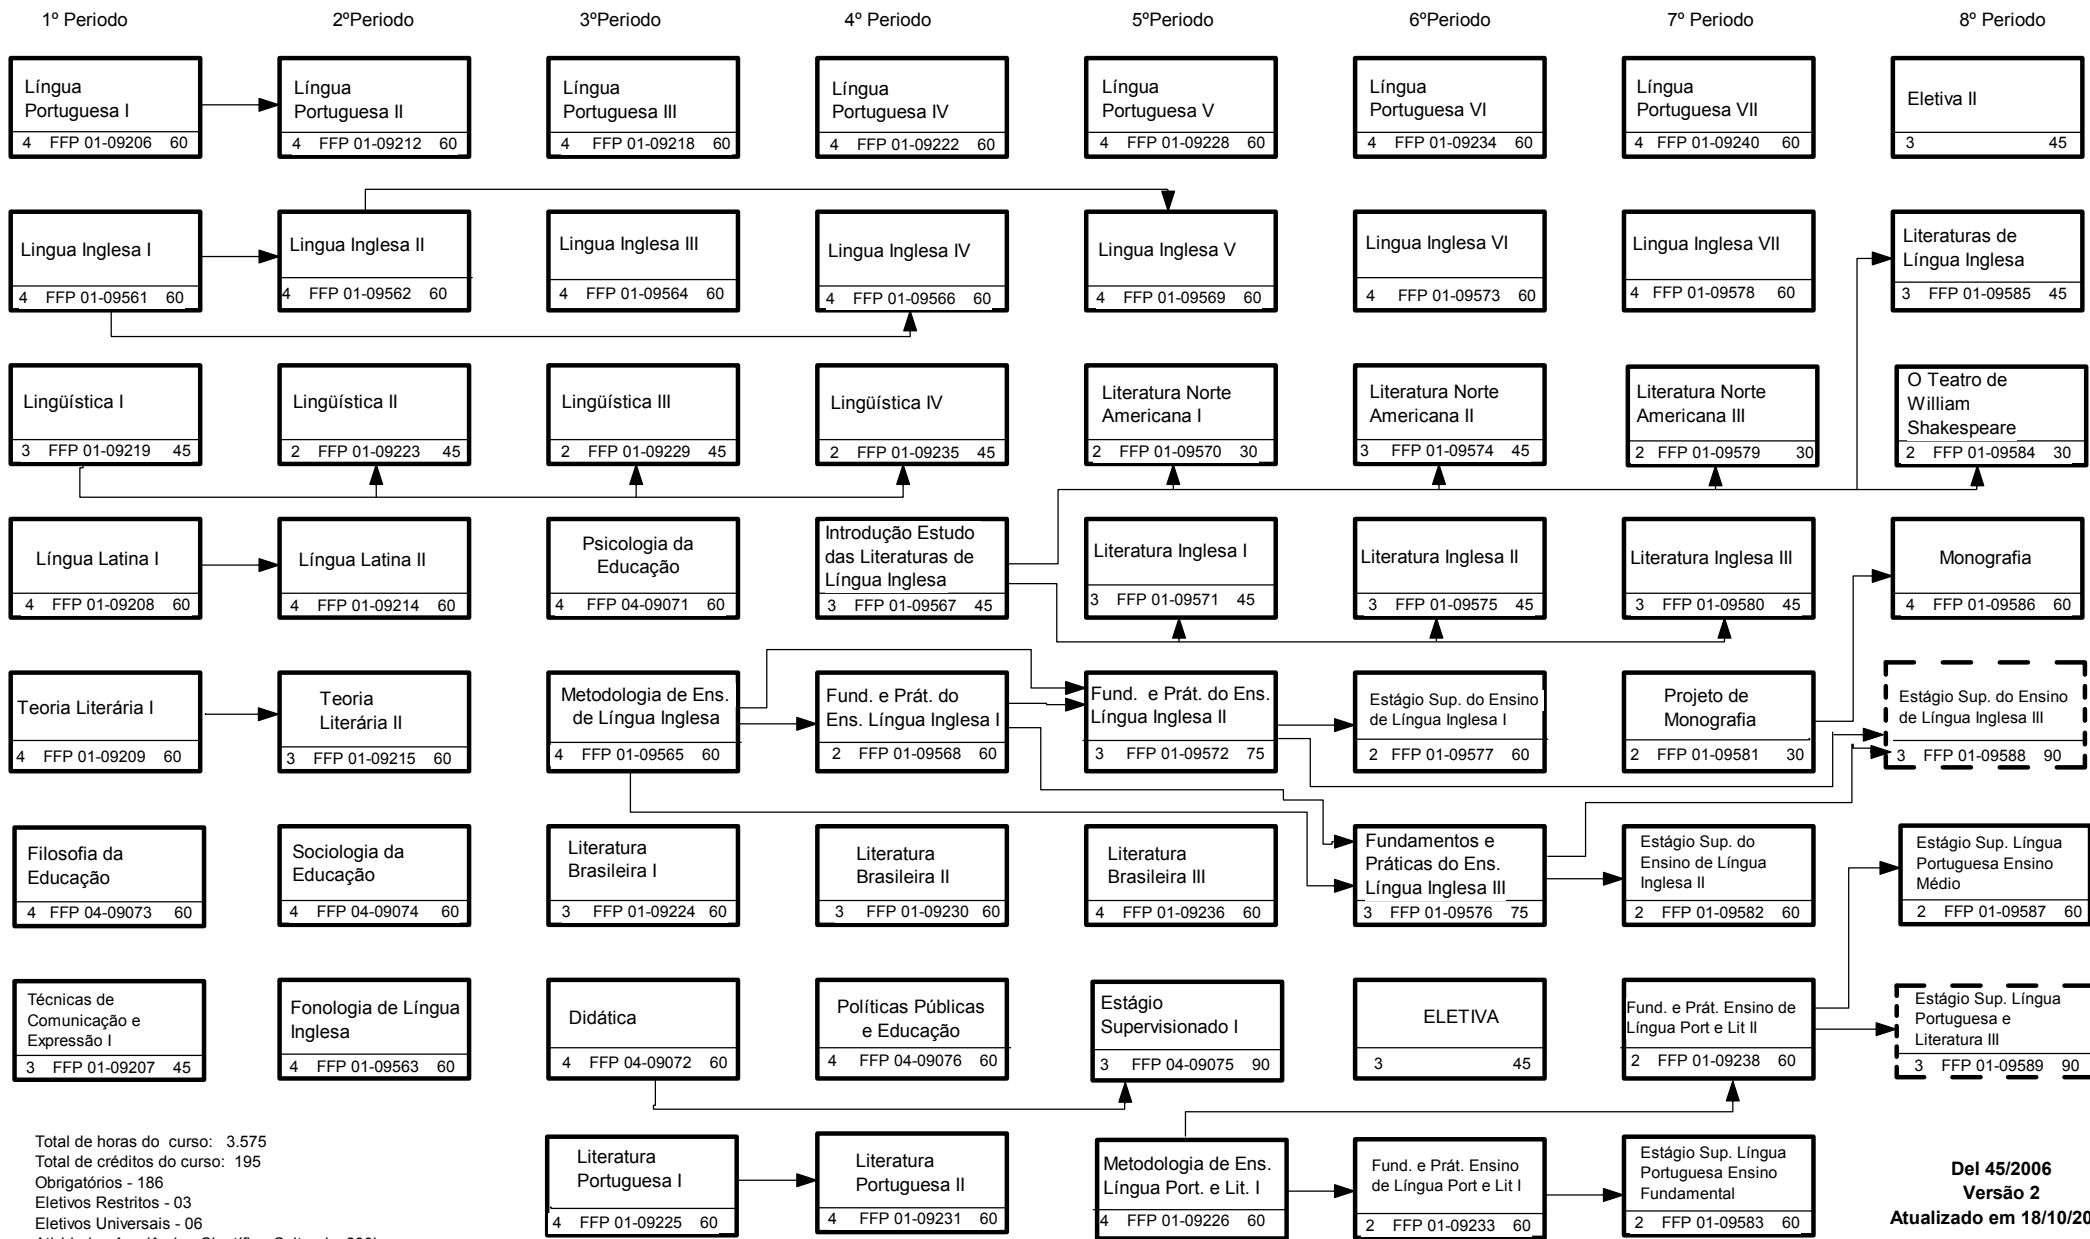 1º Periodo
2ºPeriodo
3ºPeriodo
4º Periodo
5ºPeriodo
6ºPeriodo
7º Periodo
8º Periodo
Língua
Portuguesa I
4 FFP 01-09206 60
Língua
Portuguesa II
4 FFP 01-09212 60
Língua
Portuguesa III
4 FFP 01-09218 60
Língua
Portuguesa IV
4 FFP 01-09222 60
Língua
Portuguesa V
4 FFP 01-09228 60
Língua
Portuguesa VI
4 FFP 01-09234 60
Língua
Portuguesa VII
4 FFP 01-09240 60
Eletiva II
3 45
Lingua Inglesa I
4 FFP 01-09561 60
Lingua Inglesa II
4 FFP 01-09562 60
Lingua Inglesa III
4 FFP 01-09564 60
Lingua Inglesa IV
4 FFP 01-09566 60
Lingua Inglesa V
4 FFP 01-09569 60
Lingua Inglesa VI
4 FFP 01-09573 60
Lingua Inglesa VII
4 FFP 01-09578 60
Literaturas de
Língua Inglesa
3 FFP 01-09585 45
Lingüística I
3 FFP 01-09219 45
Lingüística II
2 FFP 01-09223 45
Lingüística III
2 FFP 01-09229 45
Lingüística IV
2 FFP 01-09235 45
Literatura Norte
Americana I
2 FFP 01-09570 30
Literatura Norte
Americana II
3 FFP 01-09574 45
Literatura Norte
Americana III
2 FFP 01-09579 30
O Teatro de
William
Shakespeare
2 FFP 01-09584 30
Língua Latina I
4 FFP 01-09208 60
Língua Latina II
4 FFP 01-09214 60
Psicologia da
Educação
4 FFP 04-09071 60
Introdução Estudo
das Literaturas de
Língua Inglesa
3 FFP 01-09567 45
Literatura Inglesa I
3 FFP 01-09571 45
Literatura Inglesa II
3 FFP 01-09575 45
Literatura Inglesa III
3 FFP 01-09580 45
Monografia
4 FFP 01-09586 60
Teoria Literária I
4 FFP 01-09209 60
Teoria
Literária II
3 FFP 01-09215 60
Metodologia de Ens.
de Língua Inglesa
4 FFP 01-09565 60
Fund. e Prát. do
Ens. Língua Inglesa I
2 FFP 01-09568 60
Fund. e Prát. do Ens.
Língua Inglesa II
3 FFP 01-09572 75
Estágio Sup. do Ensino
de Língua Inglesa I
2 FFP 01-09577 60
Projeto de
Monografia
2 FFP 01-09581 30
Estágio Sup. do Ensino
de Língua Inglesa III
3 FFP 01-09588 90
Filosofia da
Educação
4 FFP 04-09073 60
Sociologia da
Educação
4 FFP 04-09074 60
Literatura
Brasileira I
3 FFP 01-09224 60
Literatura
Brasileira II
3 FFP 01-09230 60
Literatura
Brasileira III
4 FFP 01-09236 60
Fundamentos e
Práticas do Ens.
Língua Inglesa III
3 FFP 01-09576 75
Estágio Sup. do
Ensino de Língua
Inglesa II
2 FFP 01-09582 60
Estágio Sup. Língua
Portuguesa Ensino
Médio
2 FFP 01-09587 60
Técnicas de
Comunicação e
Expressão I
3 FFP 01-09207 45
Fonologia de Língua
Inglesa
4 FFP 01-09563 60
Didática
4 FFP 04-09072 60
Políticas Públicas
e Educação
4 FFP 04-09076 60
Estágio
Supervisionado I
3 FFP 04-09075 90
ELETIVA
3 45
Fund. e Prát. Ensino de
Língua Port e Lit II
2 FFP 01-09238 60
Estágio Sup. Língua
Portuguesa e
Literatura III
3 FFP 01-09589 90
Total de horas do curso: 3.575
Total de créditos do curso: 195
Obrigatórios - 186
Eletivos Restritos - 03
Eletivos Universais - 06
Literatura
Portuguesa I
4 FFP 01-09225 60
Literatura
Portuguesa II
4 FFP 01-09231 60
Metodologia de Ens.
Língua Port. e Lit. I
4 FFP 01-09226 60
Fund. e Prát. Ensino
de Língua Port e Lit I
2 FFP 01-09233 60
Estágio Sup. Língua
Portuguesa Ensino
Fundamental
2 FFP 01-09583 60
Del 45/2006
Versão 2
Atualizado em 18/10/20